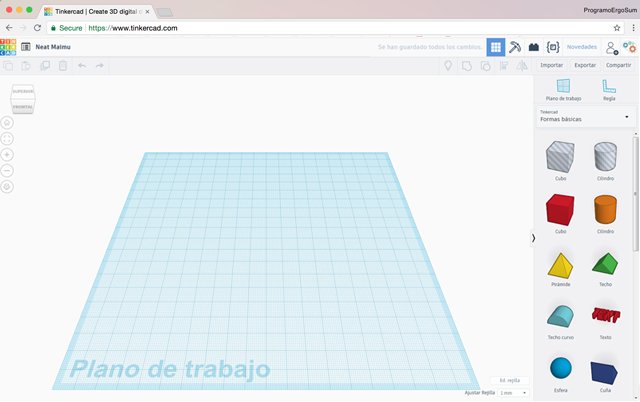 Tinkercad | Create 3D digital d
ProgramoErgoSum
Secure
https://www.tinkercad.com
TIN
KER
CAD
Neat Maimu
Se han guardado todos los cambios.
Novedades
Importar
Exportar
Compartir
SUPERIOR
FRONTAL
Plano de trabajo
Regla
Tinkercad
Formas básicas
Cubo
Cilindro
Cubo
Cilindro
Pirámide
Techo
Techo curvo
Texto
Esfera
Cuña
Plano de trabajo
Ed. rejilla
Ajustar Rejilla
1 mm